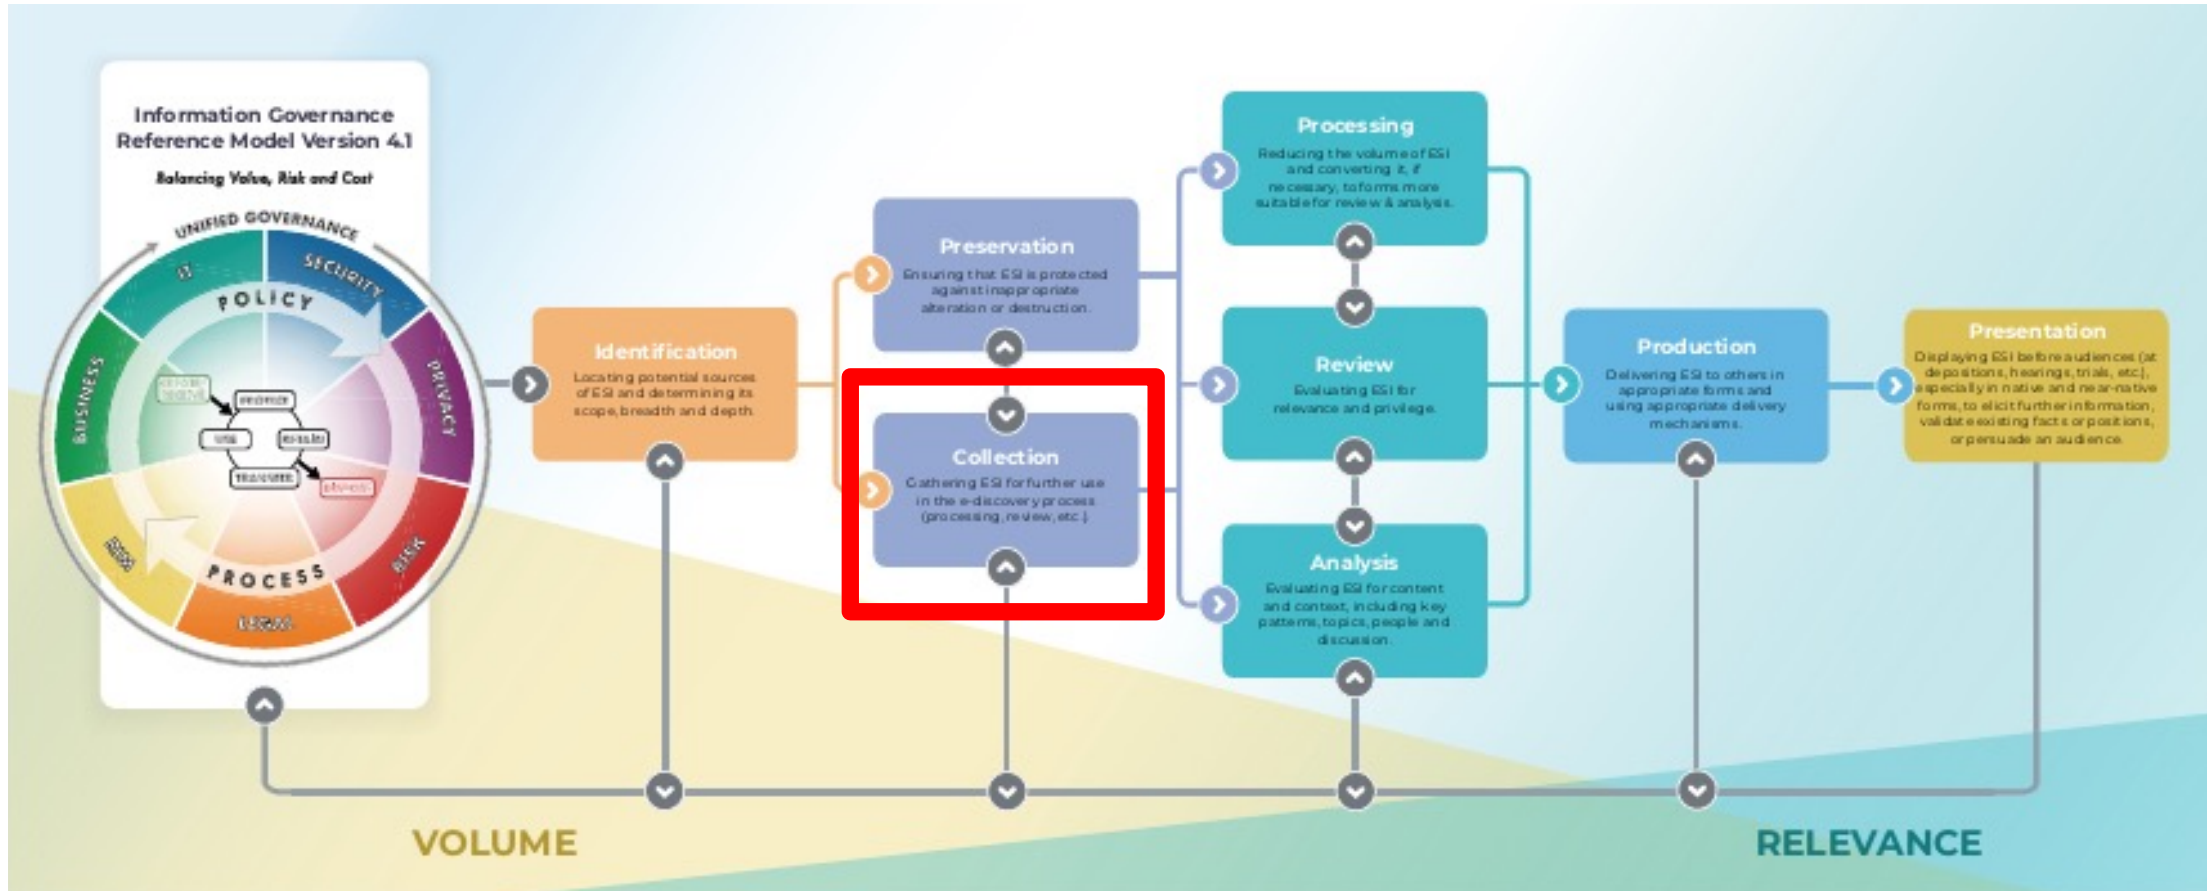 Information Governance
Reference Model Version 4.1
Balancing Value, Risk and Cost
UNIFIED GOVERNANCE
IT
SECURITY
PRIVACY
RISK
LEGAL
RIM
BUSINESS
POLICY
PROCESS
USE
TRANSFER
Identification
Locating potential sources
of ESI and determining its
scope, breadth and depth.
Preservation
Ensuring that ESI is protected
against inappropriate
alteration or destruction.
Collection
Gathering ESI for further use
in the e-discovery process
(processing, review, etc.).
Processing
Reducing the volume of ESI
and converting it, if
necessary, to forms more
suitable for review & analysis.
Review
Evaluating ESI for
relevance and privilege.
Analysis
Evaluating ESI for content
and context, including key
patterns, topics, people and
discussion.
Production
Delivering ESI to others in
appropriate forms and
using appropriate delivery
mechanisms.
Presentation
Displaying ESI before audiences (at
depositions, hearings, trials, etc.),
especially in native and near-native
forms, to elicit further information,
validate existing facts or positions,
or persuade an audience.
VOLUME
RELEVANCE